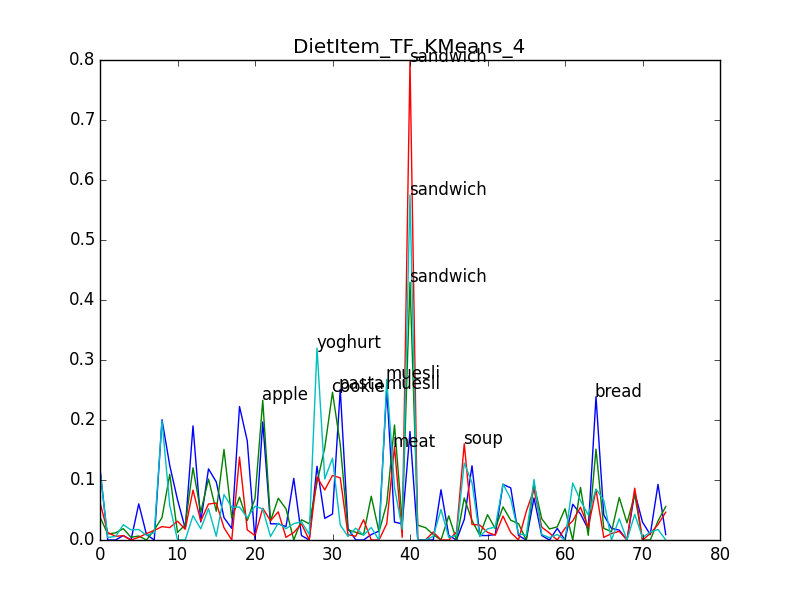 DietItem_TF_KMeans_4
0.8
0.7
0.6
0.5
0.4
0.3
0.2
0.1
0.0
sandwich
sandwich
sandwich
yoghurt
muesli
pasta
muesli
cookie
apple
bread
meat
soup
0 10 20 30 40 50 60 70 80